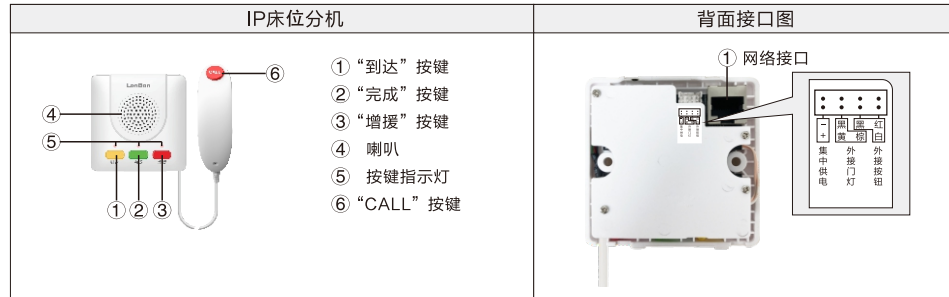 IP床位分机
背面接口图
LonBon
CALL
⑥
④
⑤
① ② ③
① “到达”按键
② “完成”按键
③ “增援”按键
④ 喇叭
⑤ 按键指示灯
⑥ “CALL”按键
① 网络接口
− 黑 黑 红
+ 黄 棕 白
集中供电
外接门灯
外接按钮